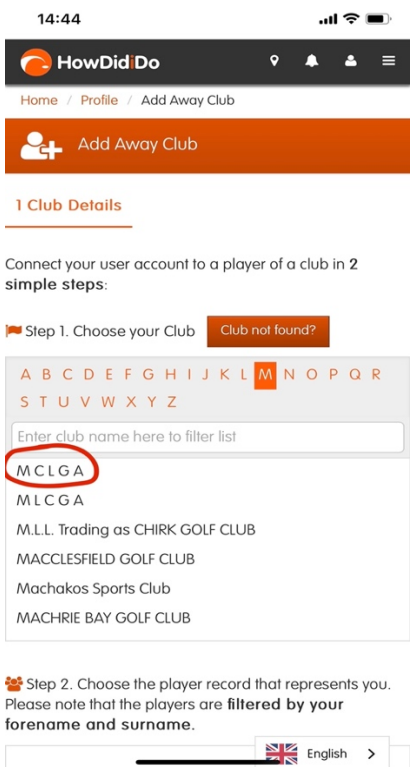 14:44
HowDidiDo
Home / Profile / Add Away Club
Add Away Club
1 Club Details
Connect your user account to a player of a club in 2
simple steps:
Step 1. Choose your Club Club not found?
A B C D E F G H I J K L M N O P Q R
S T U V W X Y Z
Enter club name here to filter list
M C L G A
M L C G A
M.L.L. Trading as CHIRK GOLF CLUB
MACCLESFIELD GOLF CLUB
Machakos Sports Club
MACHRIE BAY GOLF CLUB
Step 2. Choose the player record that represents you.
Please note that the players are filtered by your
forename and surname.
English